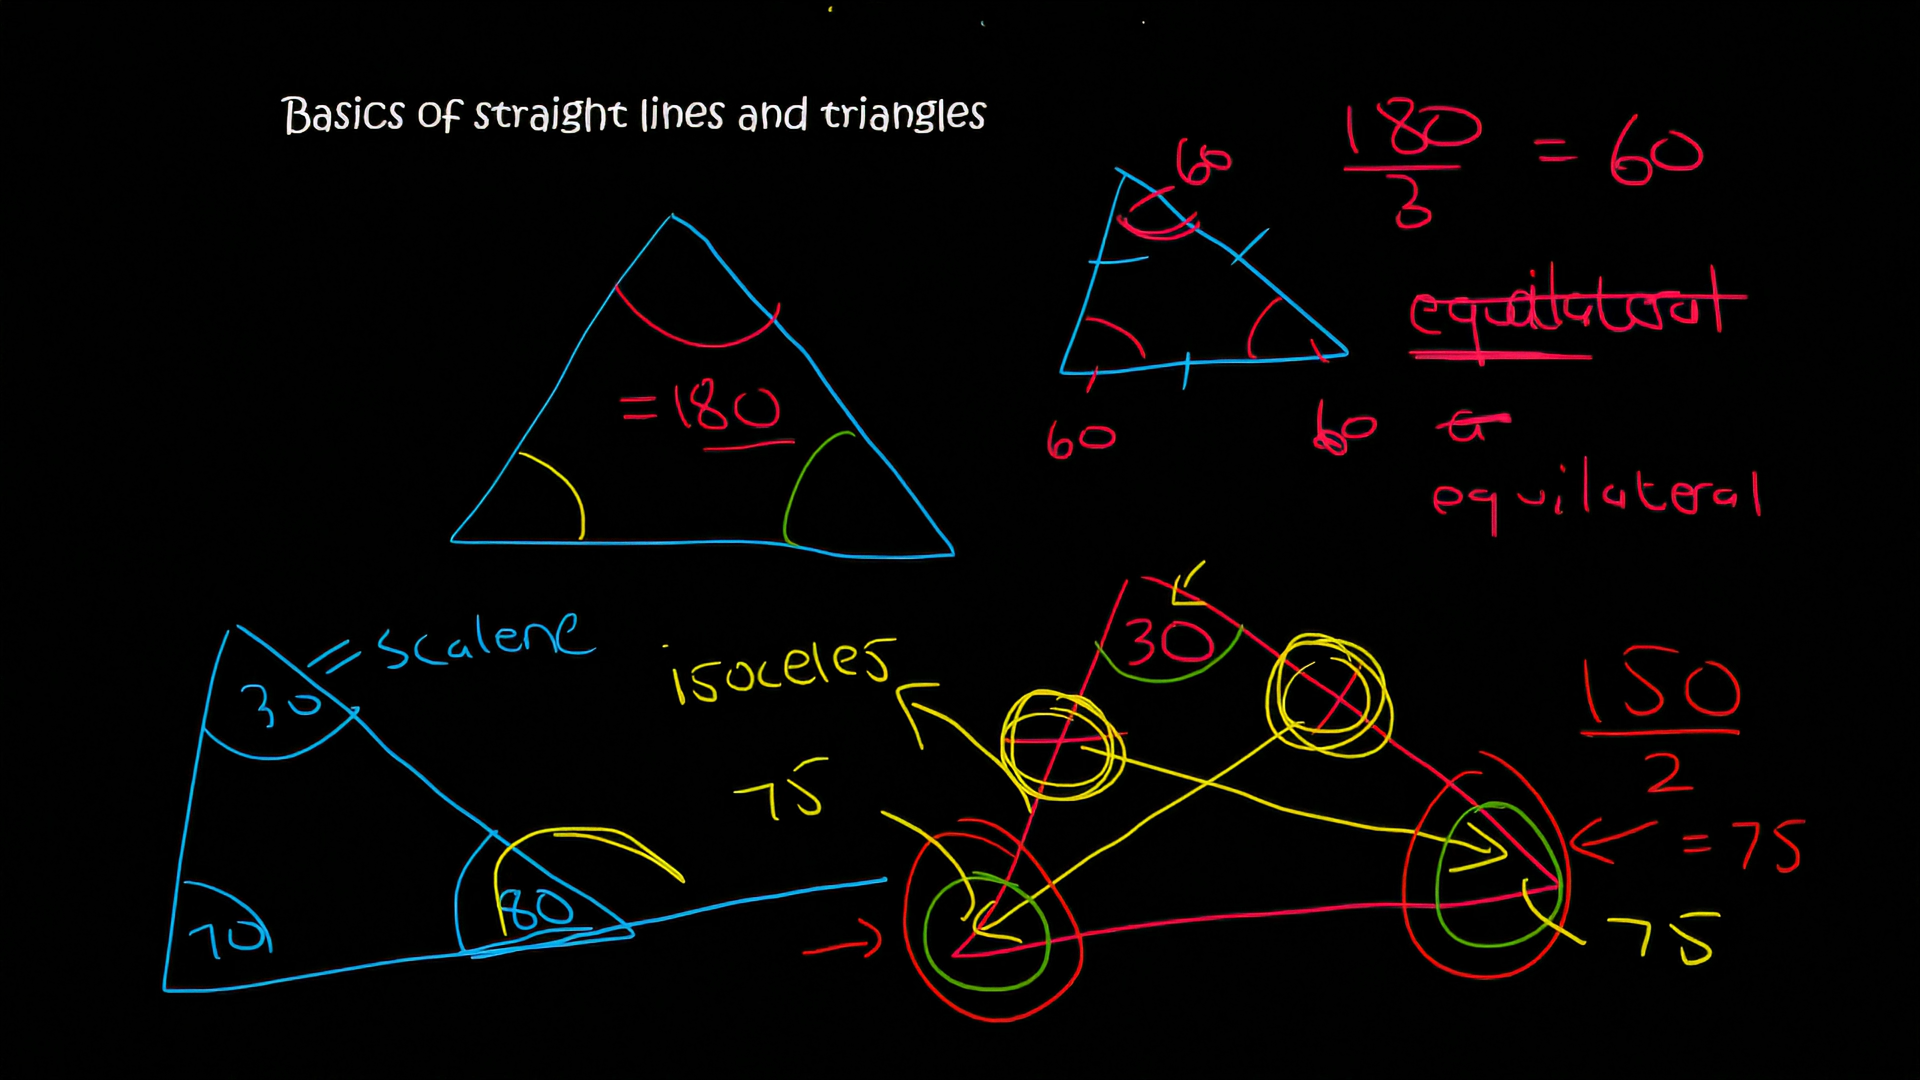 Basics of straight lines and triangles
180
3
= 60
60
equilateral
= 180
60
60
a
equilateral
= scalene
isoceles
30
30
150
2
75
= 75
80
70
75